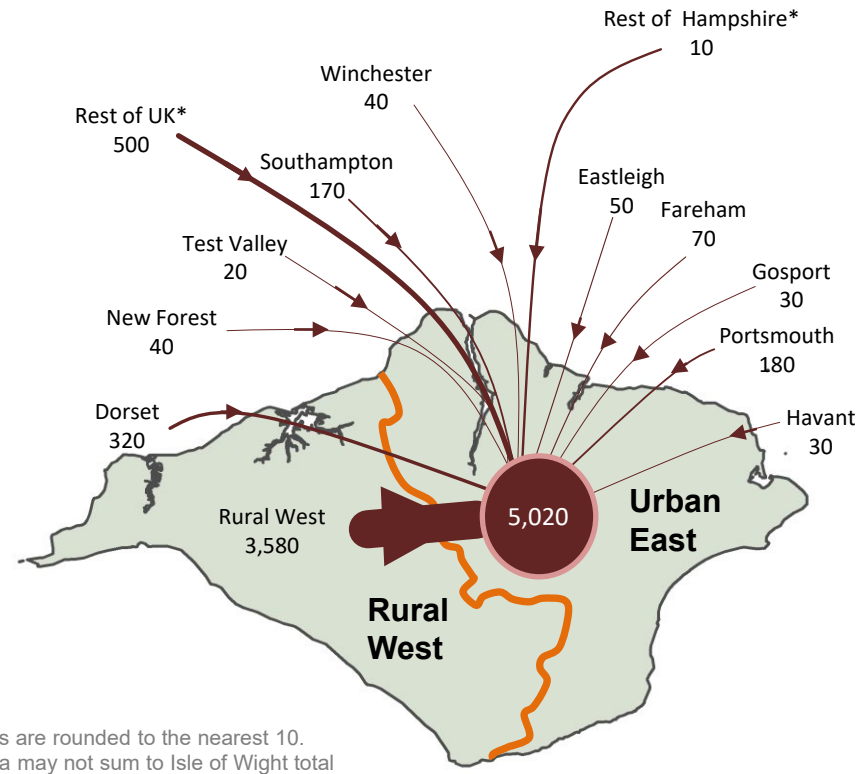 Rest of Hampshire*
10
Winchester
40
Rest of UK*
500
Southampton
170
Eastleigh
50
Fareham
70
Test Valley
20
Gosport
30
New Forest
40
Portsmouth
180
Dorset
320
Havant
30
Rural West
3,580
5,020
Urban
East
Rural
West
are rounded to the nearest 10.
may not sum to Isle of Wight total